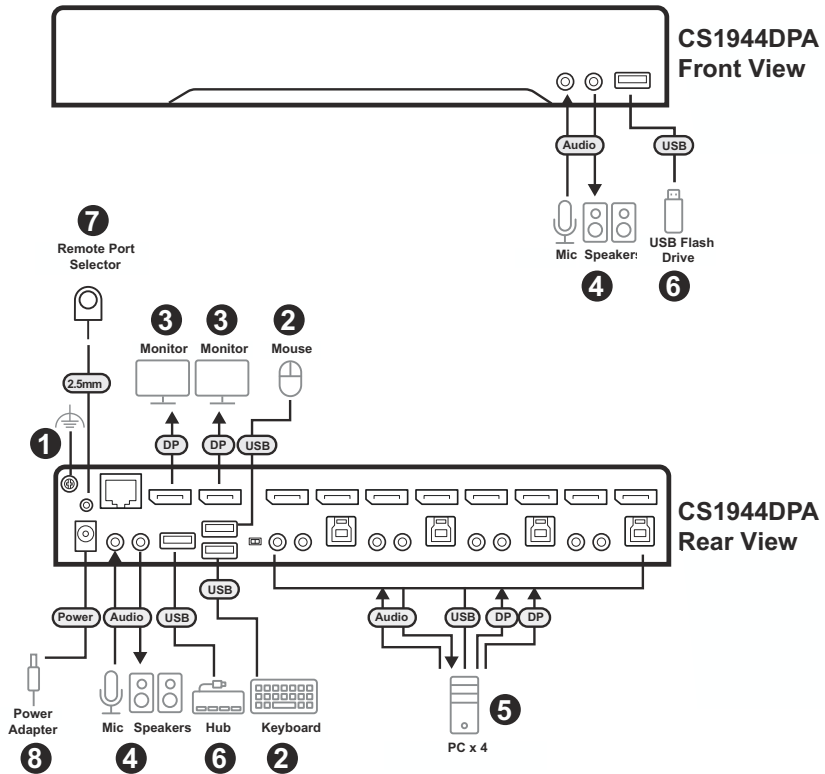 CS1944DPA
Front View
Audio
USB
Mic
Speakers
USB Flash
Drive
4
6
7
Remote Port
Selector
3
3
2
Monitor
Monitor
Mouse
2.5mm
1
DP
DP
USB
CS1944DPA
Rear View
USB
Power
Audio
USB
Audio
USB
DP
DP
Power
Adapter
Mic
Speakers
Hub
Keyboard
5
PC x 4
8
4
6
2